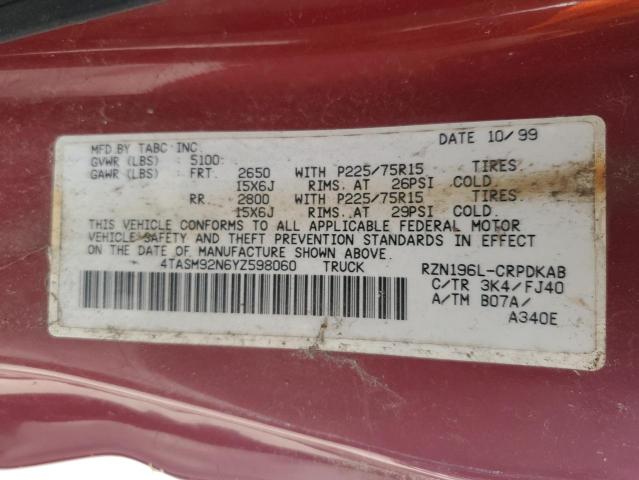 MFD BY TABC INC. DATE 10/99
GVWR (LBS) 5100
GAWR (LBS) FRT. 2650 WITH P225/75R15 TIRES.
15X6J RIMS. AT 26PSI COLD.
RR. 2800 WITH P225/75R15 TIRES.
15X6J RIMS. AT 29PSI COLD.
THIS VEHICLE CONFORMS TO ALL APPLICABLE FEDERAL MOTOR
VEHICLE SAFETY AND THEFT PREVENTION STANDARDS IN EFFECT
ON THE DATE OF MANUFACTURE SHOWN ABOVE.
4TASM92N6YZ598060 TRUCK RZN196L-CRPDKAB
C/TR 3K4/FJ40
A/TM B07A/
A340E